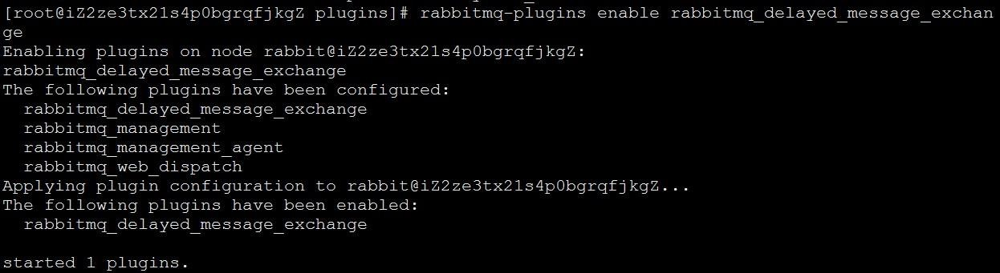 [root@iZ2ze3tx21s4p0bgrqfjkgZ plugins]# rabbitmq-plugins enable rabbitmq_delayed_message_exchan
ge
Enabling plugins on node rabbit@iZ2ze3tx21s4p0bgrqfjkgZ:
rabbitmq_delayed_message_exchange
The following plugins have been configured:
  rabbitmq_delayed_message_exchange
  rabbitmq_management
  rabbitmq_management_agent
  rabbitmq_web_dispatch
Applying plugin configuration to rabbit@iZ2ze3tx21s4p0bgrqfjkgZ...
The following plugins have been enabled:
  rabbitmq_delayed_message_exchange

started 1 plugins.